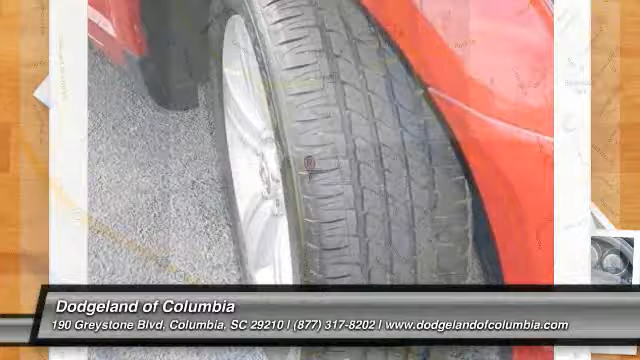 Dodgeland of Columbia
190 Greystone Blvd, Columbia, SC 29210 | (877) 317-8202 | www.dodgelandofcolumbia.com